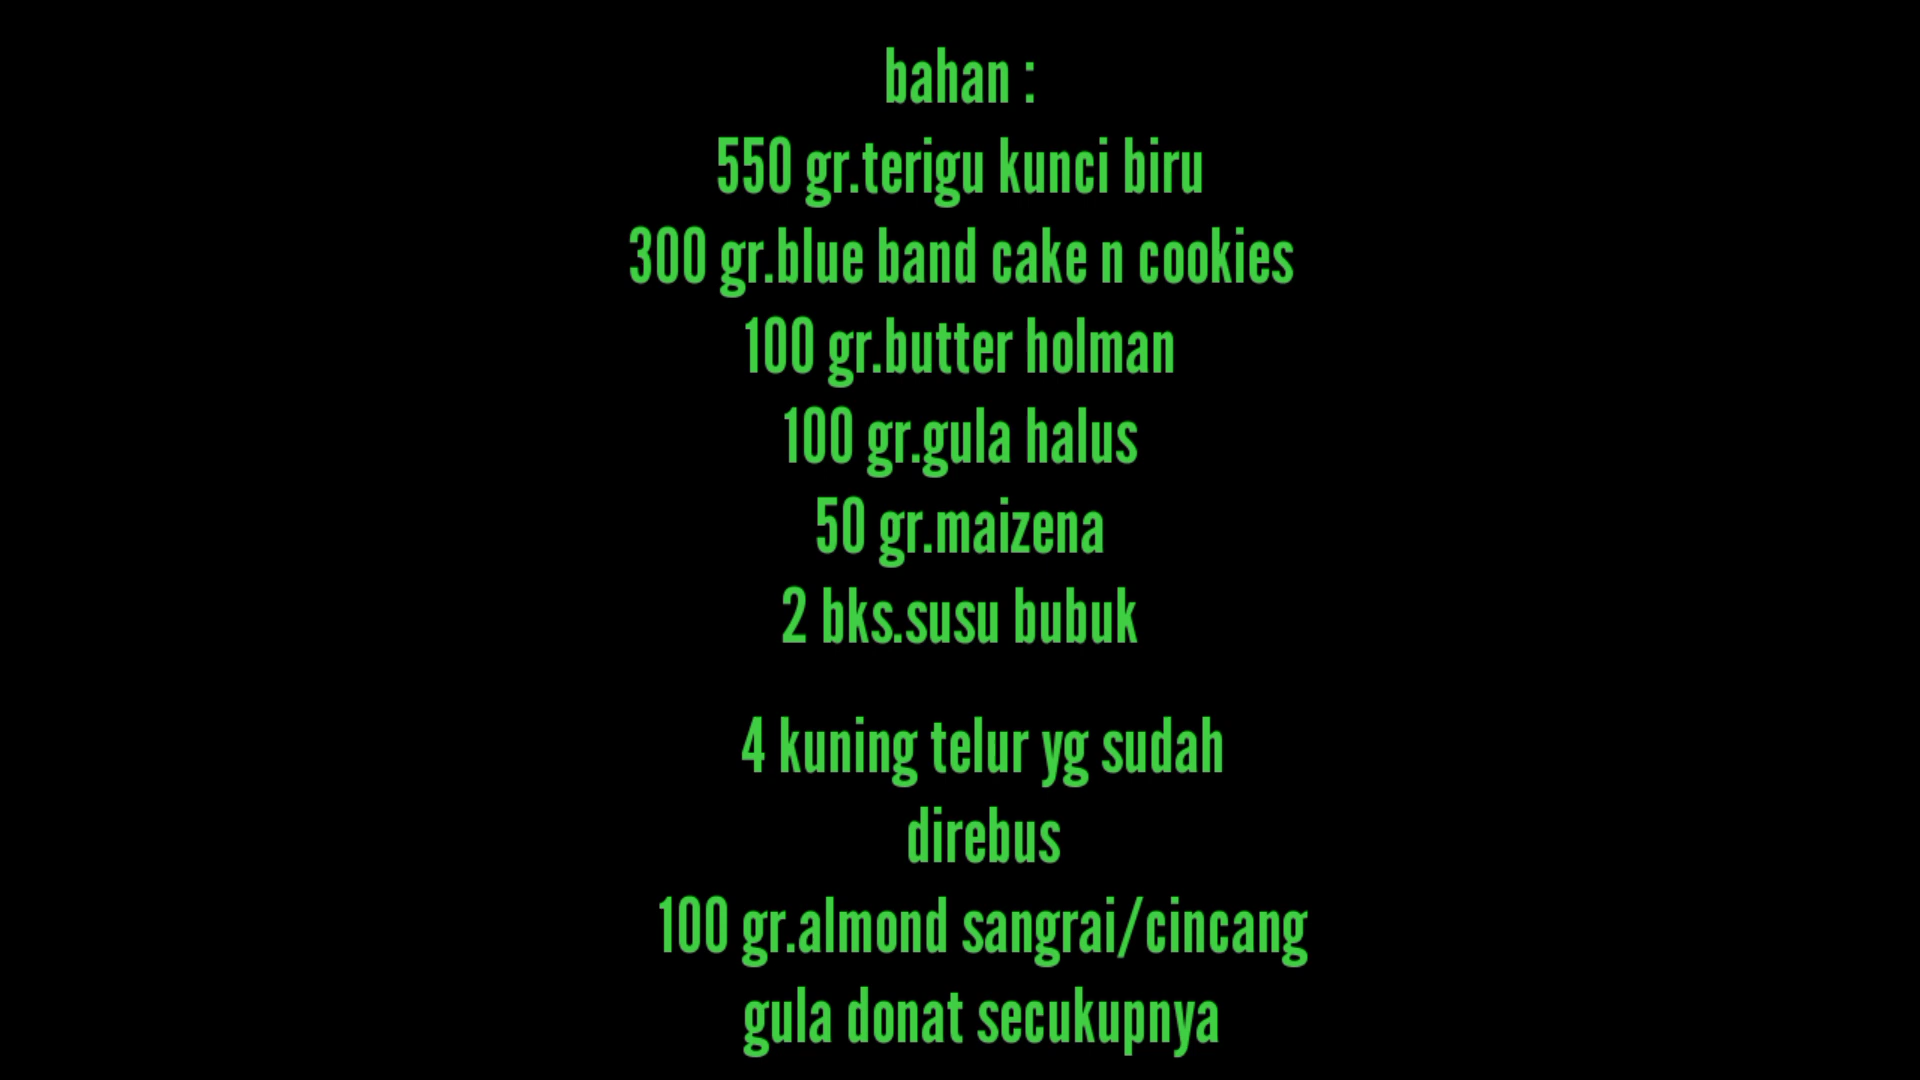 bahan :
550 gr.terigu kunci biru
300 gr.blue band cake n cookies
100 gr.butter holman
100 gr.gula halus
50 gr.maizena
2 bks.susu bubuk
4 kuning telur yg sudah
direbus
100 gr.almond sangrai/cincang
gula donat secukupnya